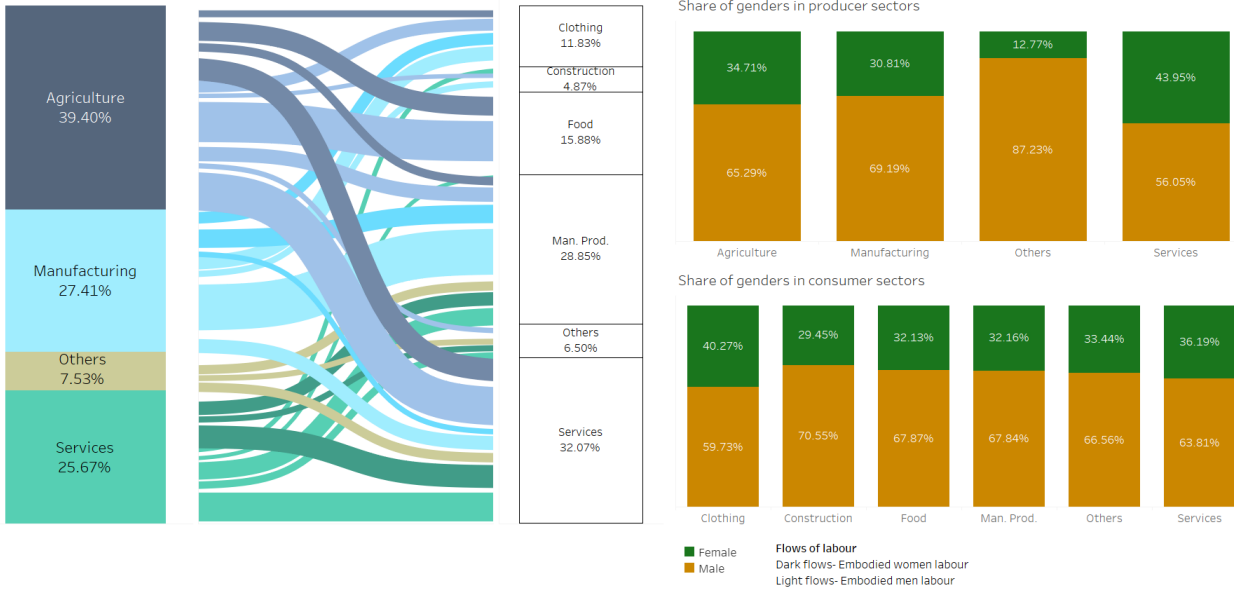 Agriculture
39.40%
Manufacturing
27.41%
Others
7.53%
Services
25.67%
Clothing
11.83%
Construction
4.87%
Food
15.88%
Man. Prod.
28.85%
Others
6.50%
Services
32.07%
Share of genders in producer sectors
34.71% 30.81% 12.77% 43.95%
65.29% 69.19% 87.23% 56.05%
Agriculture Manufacturing Others Services
Share of genders in consumer sectors
40.27% 29.45% 32.13% 32.16% 33.44% 36.19%
59.73% 70.55% 67.87% 67.84% 66.56% 63.81%
Clothing Construction Food Man. Prod. Others Services
Female
Male
Flows of labour
Dark flows- Embodied women labour
Light flows- Embodied men labour